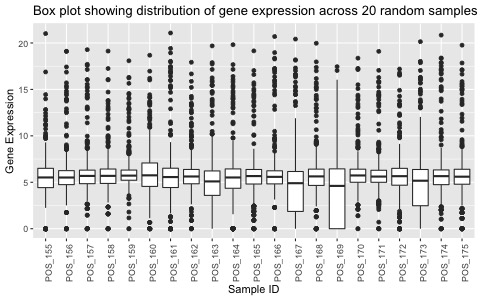 Box plot showing distribution of gene expression across 20 random samples
Gene Expression
20
15
10
5
0
POS_155
POS_156
POS_157
POS_158
POS_159
POS_160
POS_161
POS_162
POS_163
POS_164
POS_165
POS_166
POS_167
POS_168
POS_169
POS_170
POS_171
POS_172
POS_173
POS_174
POS_175
Sample ID